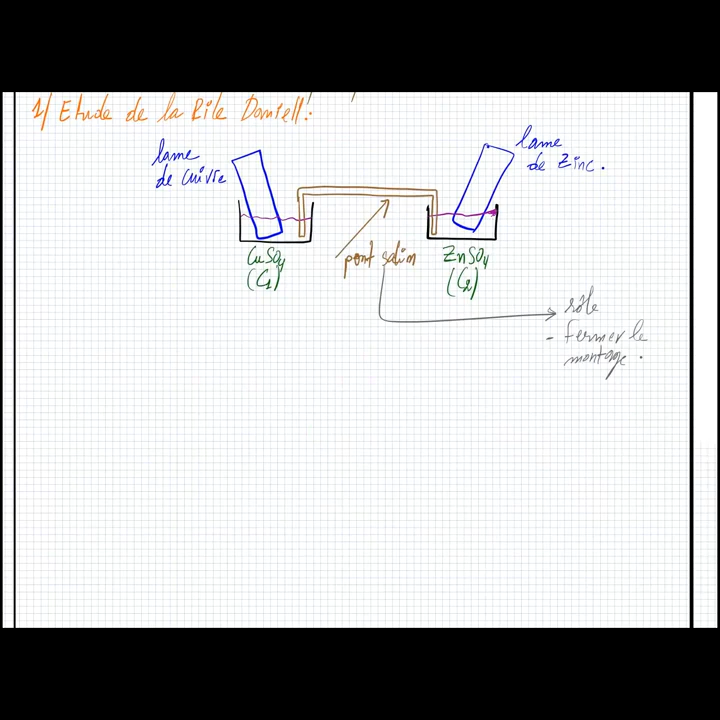 1/ Etude de la Pile Daniell:
lame
de cuivre
lame
de Zinc.
CuSO4
(C1)
pont salin
ZnSO4
(C2)
rôle
- fermer le
montage.